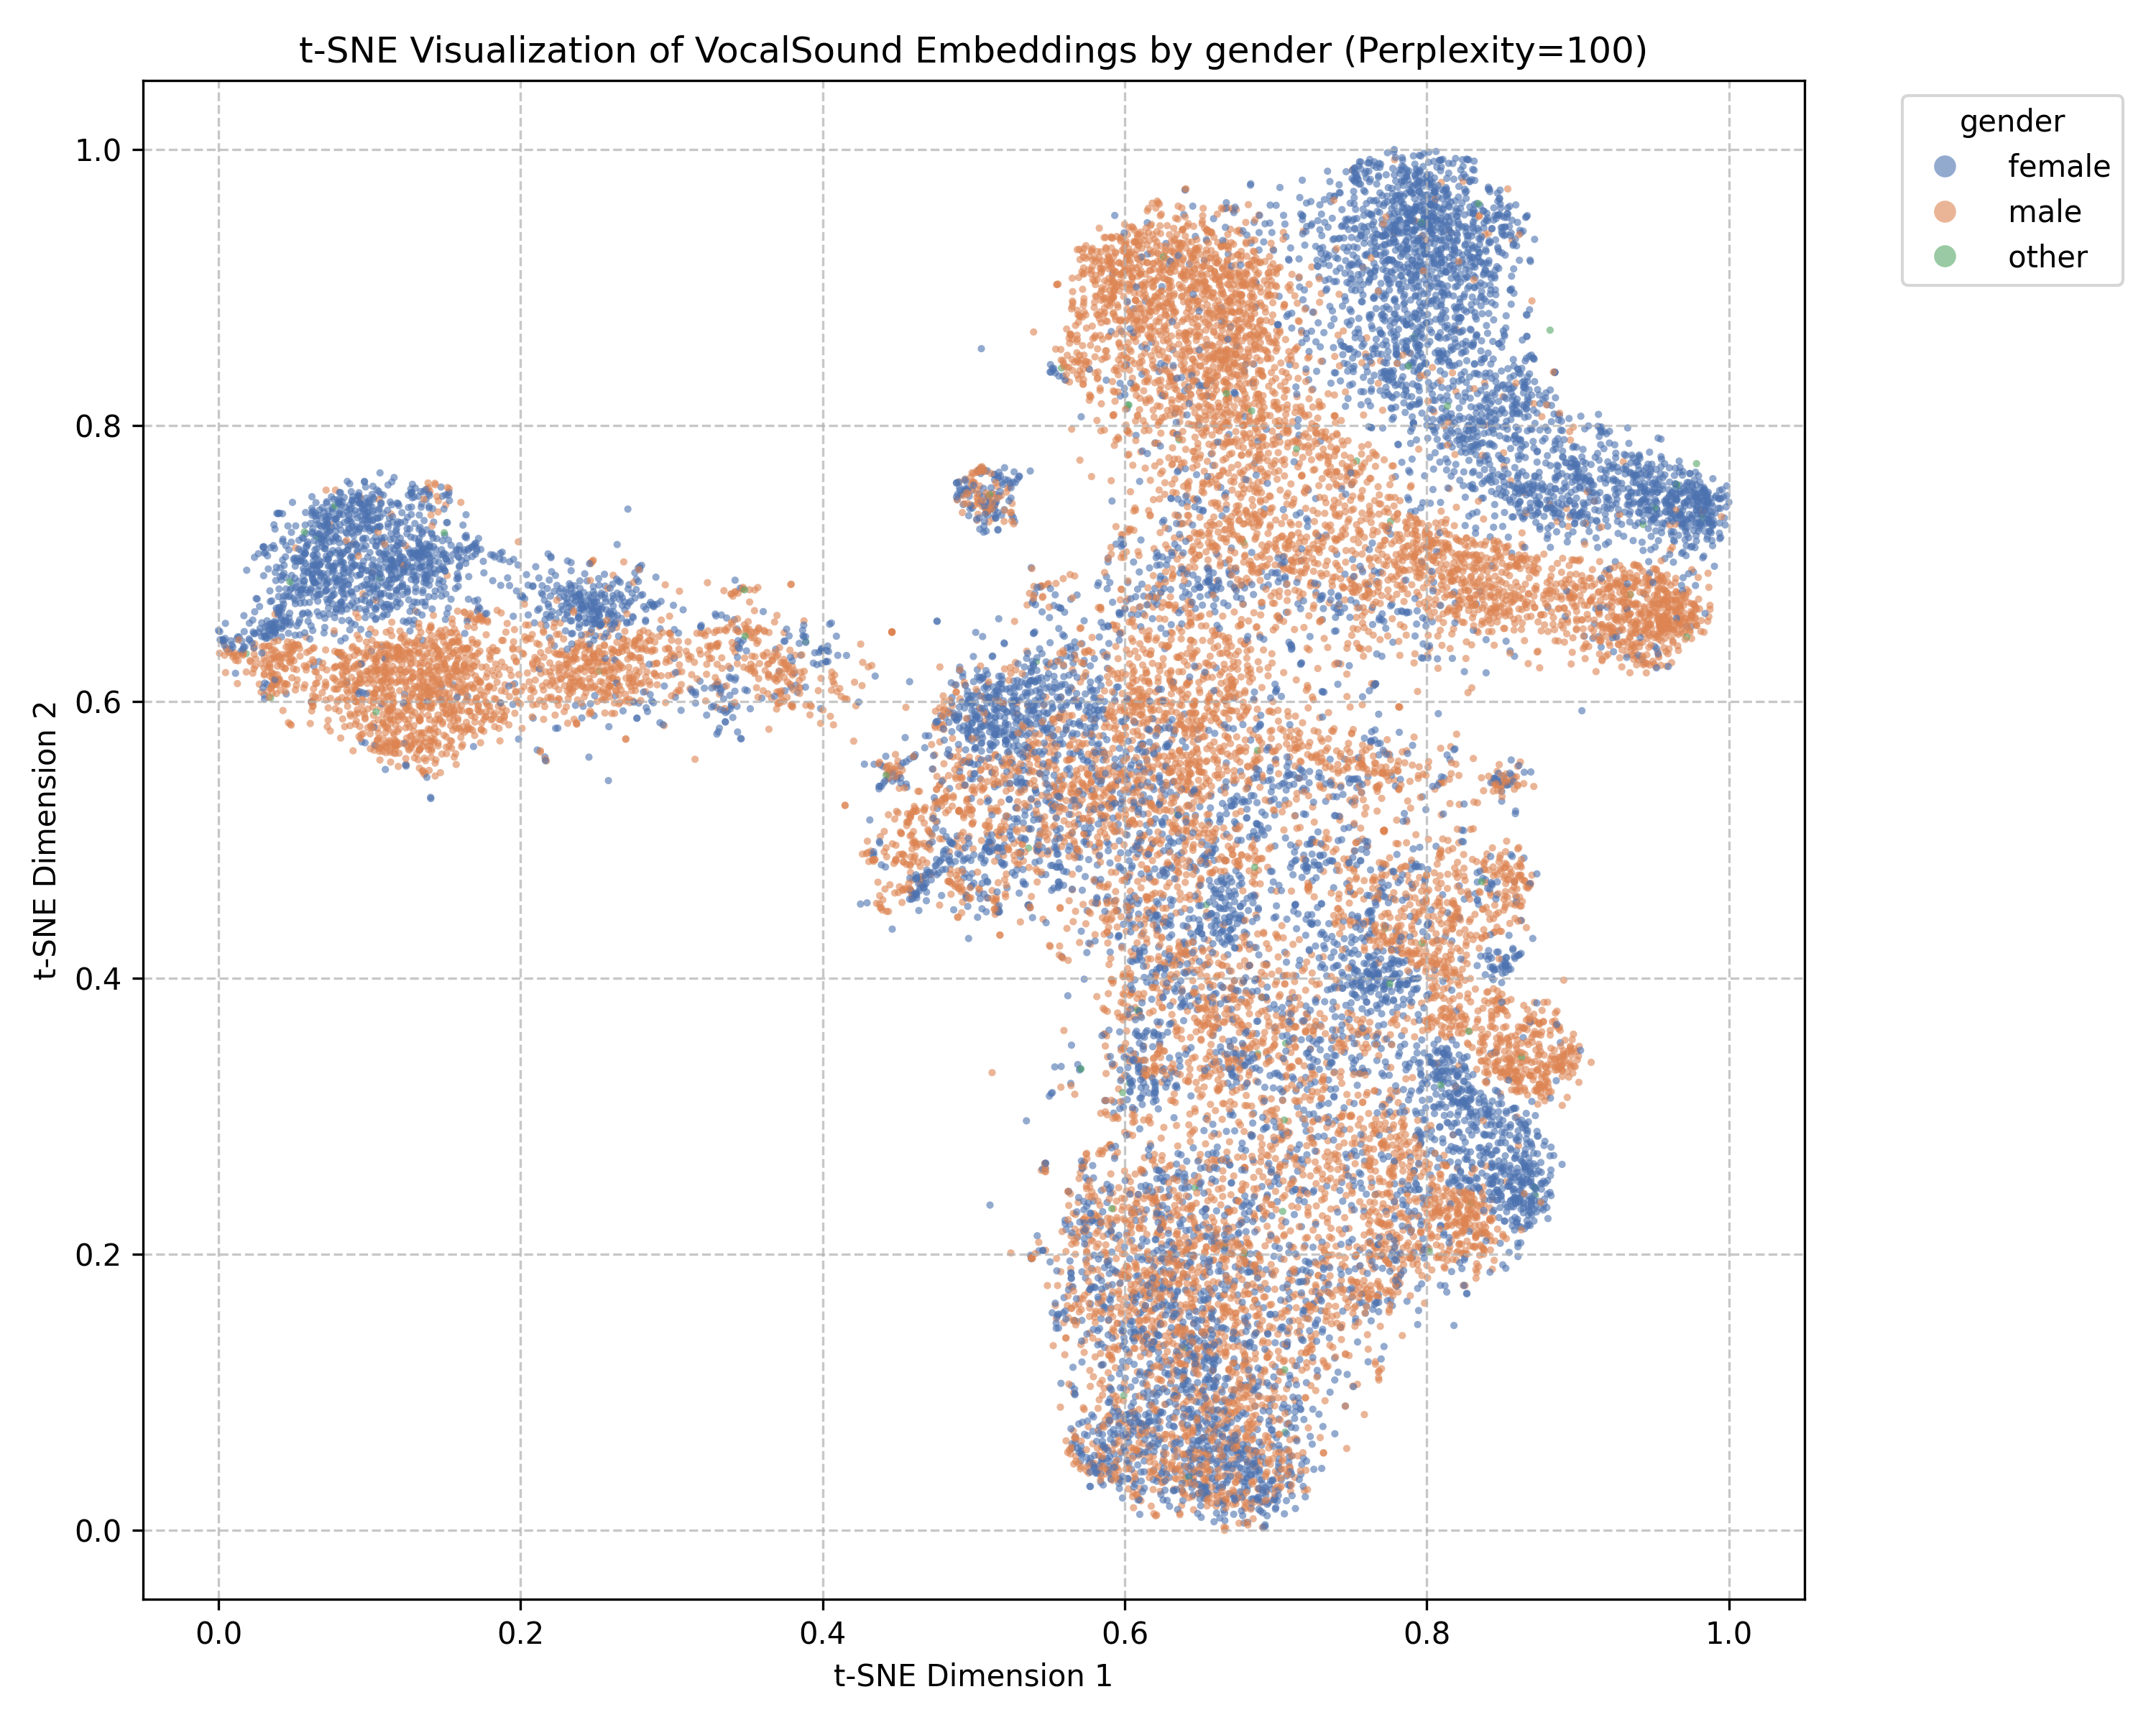 t-SNE Visualization of VocalSound Embeddings by gender (Perplexity=100)
gender
female
male
other
1.0
0.8
0.6
0.4
0.2
0.0
t-SNE Dimension 2
0.0 0.2 0.4 0.6 0.8 1.0
t-SNE Dimension 1